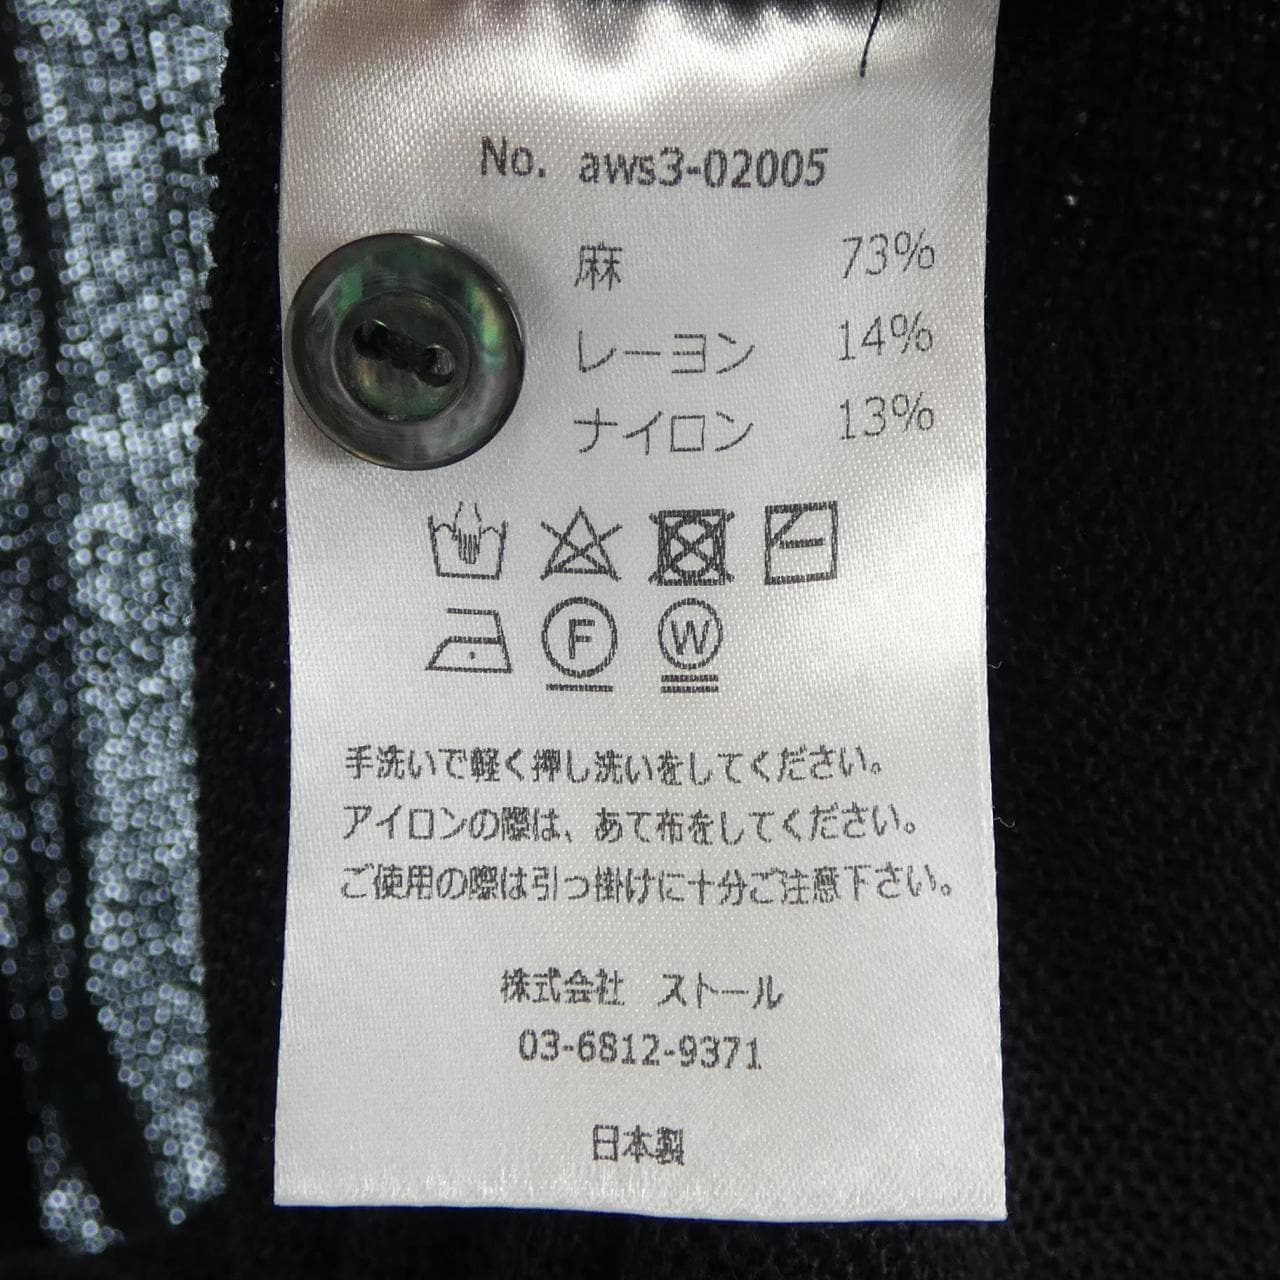 No. aws3-02005
麻 73%
レーヨン 14%
ナイロン 13%
F W
手洗いで軽く押し洗いをしてください。
アイロンの際は、あて布をしてください。
ご使用の際は引っ掛けに十分ご注意下さい。
株式会社 ストール
03-6812-9371
日本製